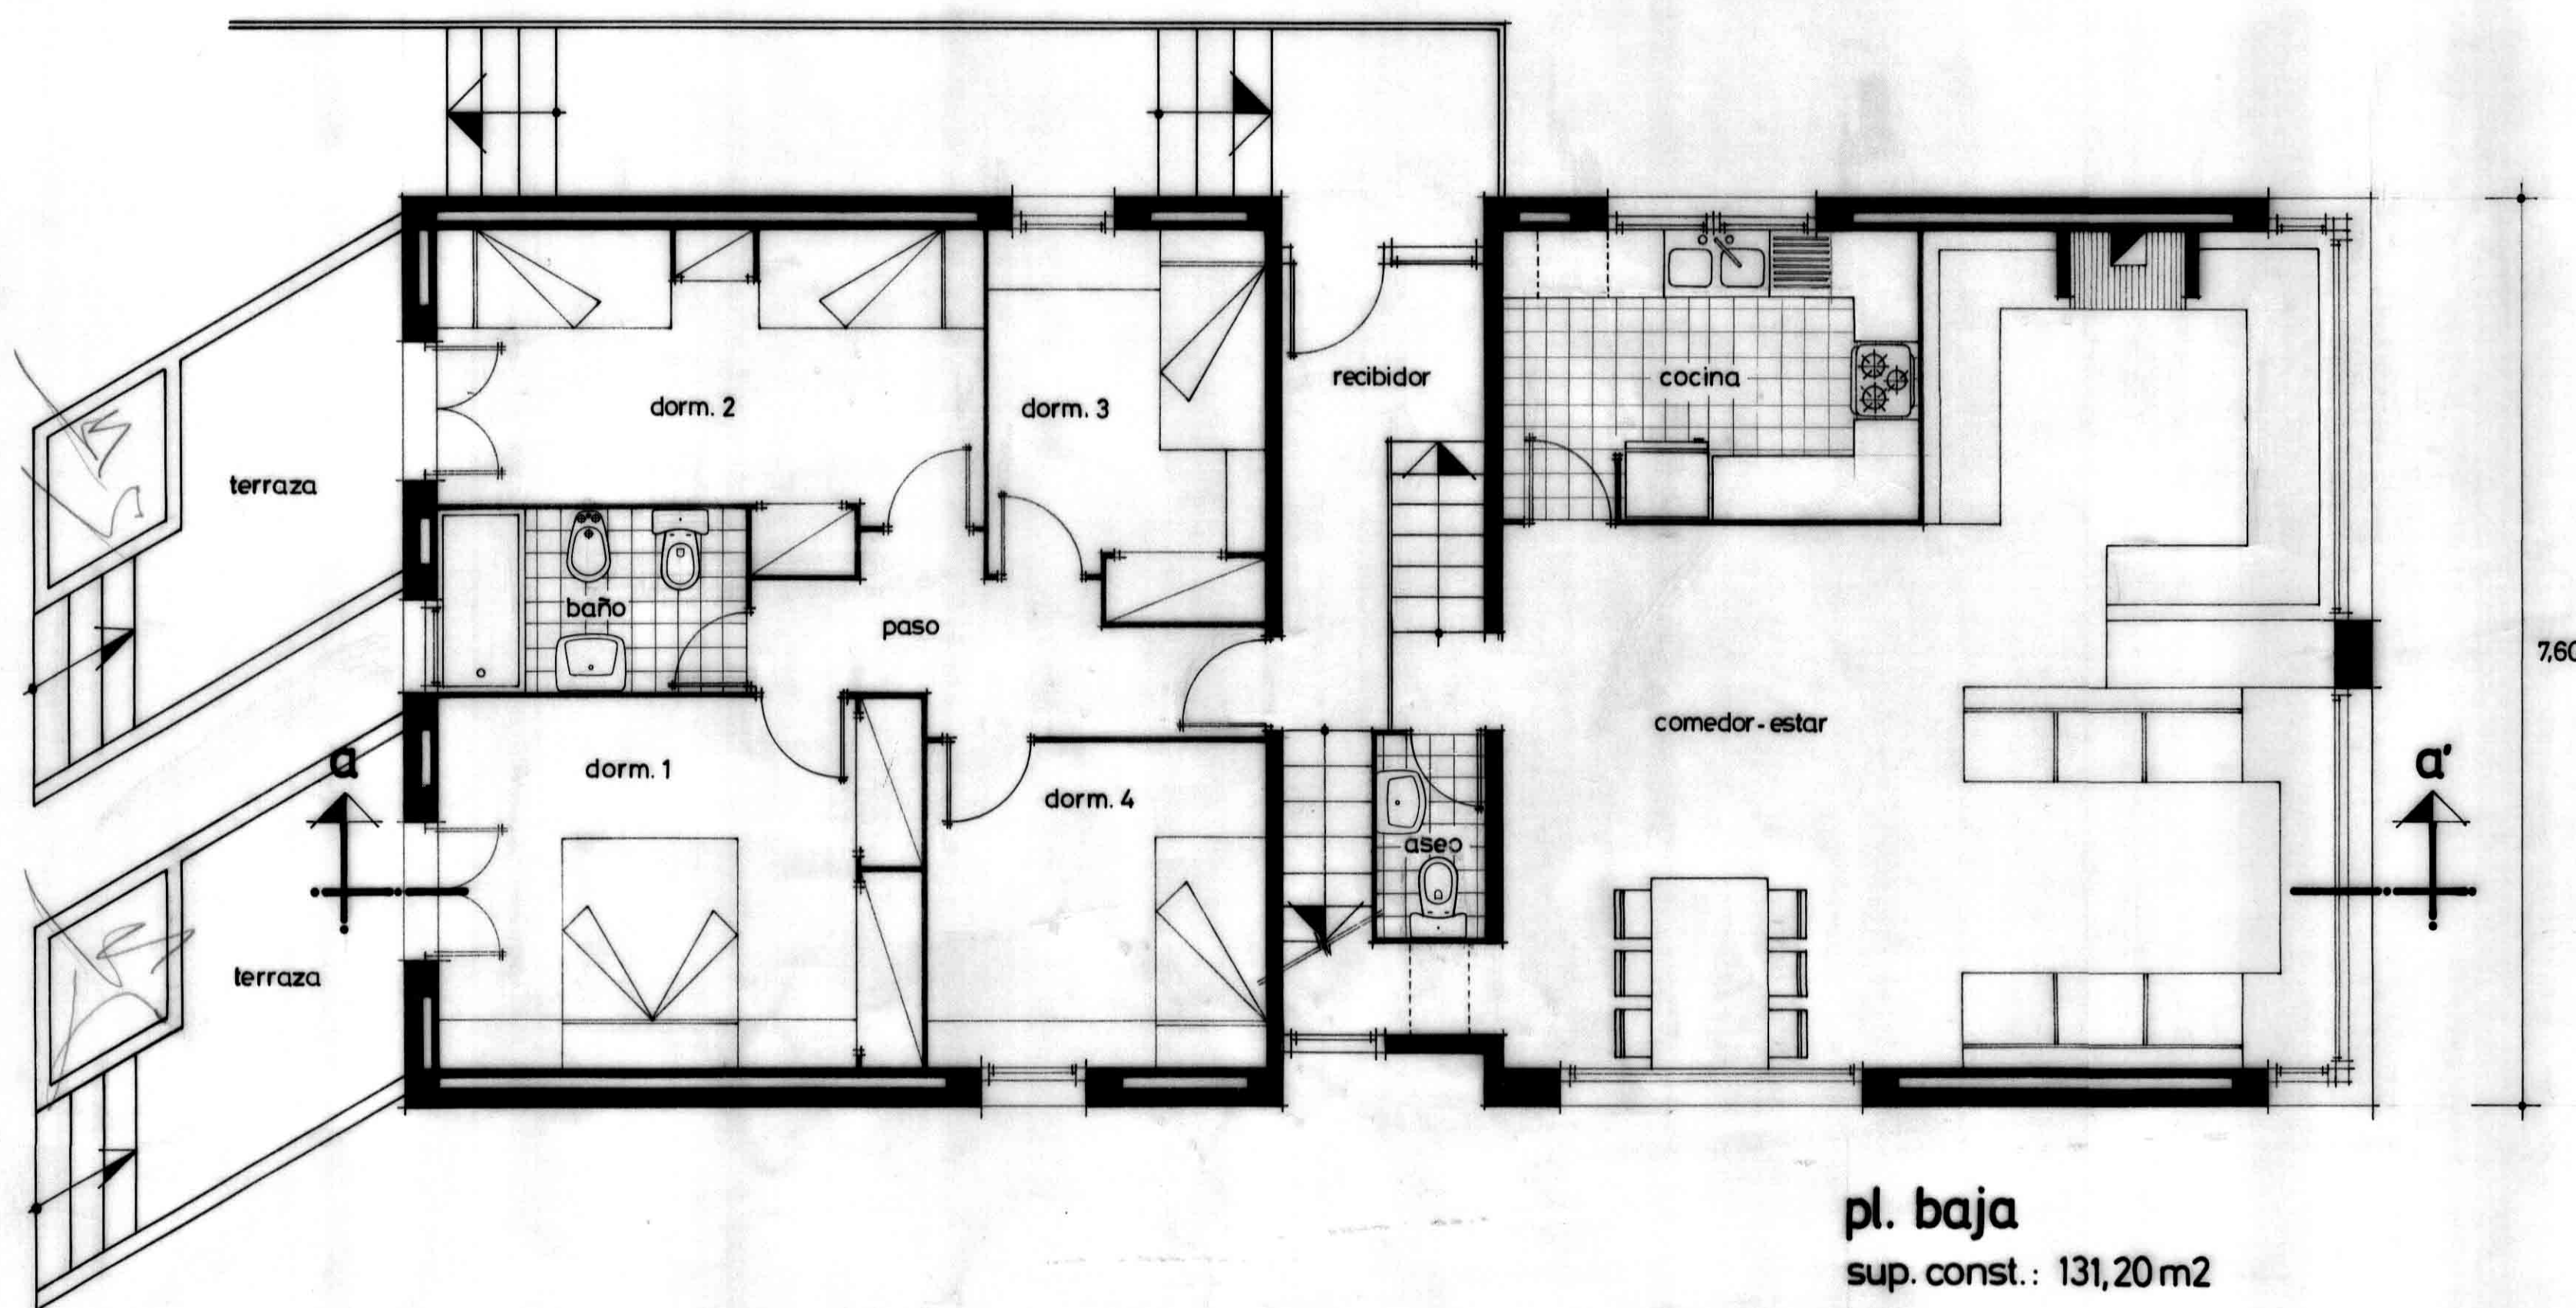 recibidor
cocina
dorm. 2
dorm. 3
terraza
baño
paso
7,60
comedor-estar
a
dorm. 1
dorm. 4
a'
aseo
terraza
pl. baja
sup. const.: 131,20 m2